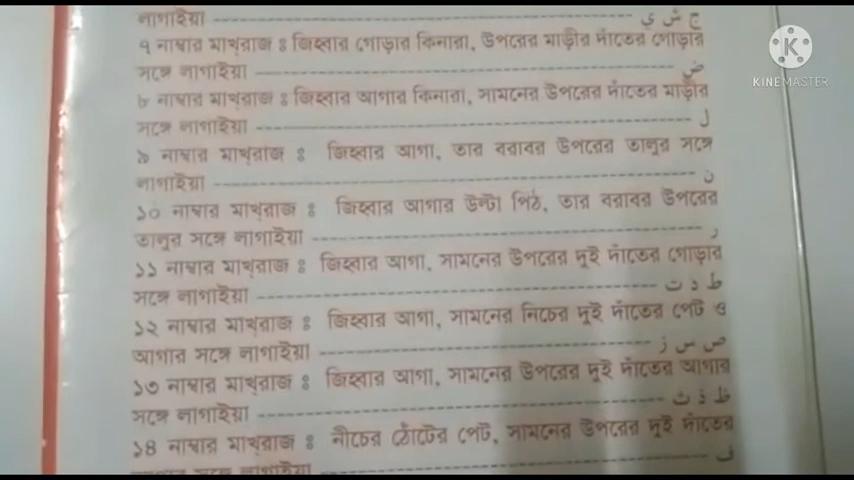 লাগাইয়া ---------------------------------------- ج ش ي
৭ নাম্বার মাখ্‌রাজ ঃ জিহ্বার গোড়ার কিনারা, উপরের মাড়ীর দাঁতের গোড়ার
সঙ্গে লাগাইয়া ---------------------------------------- ض
৮ নাম্বার মাখ্‌রাজ ঃ জিহ্বার আগার কিনারা, সামনের উপরের দাঁতের মাড়ীর
সঙ্গে লাগাইয়া ---------------------------------------- ل
৯ নাম্বার মাখ্‌রাজ ঃ জিহ্বার আগা, তার বরাবর উপরের তালুর সঙ্গে
লাগাইয়া ---------------------------------------- ن
১০ নাম্বার মাখ্‌রাজ ঃ জিহ্বার আগার উল্টা পিঠ, তার বরাবর উপরের
তালুর সঙ্গে লাগাইয়া ---------------------------------------- ر
১১ নাম্বার মাখ্‌রাজ ঃ জিহ্বার আগা, সামনের উপরের দুই দাঁতের গোড়ার
সঙ্গে লাগাইয়া ---------------------------------------- ط د ت
১২ নাম্বার মাখ্‌রাজ ঃ জিহ্বার আগা, সামনের নিচের দুই দাঁতের পেট ও
আগার সঙ্গে লাগাইয়া ---------------------------------------- ص س ز
১৩ নাম্বার মাখ্‌রাজ ঃ জিহ্বার আগা, সামনের উপরের দুই দাঁতের আগার
সঙ্গে লাগাইয়া ---------------------------------------- ظ ذ ث
১৪ নাম্বার মাখ্‌রাজ ঃ নীচের ঠোঁটের পেট, সামনের উপরের দুই দাঁতের
সঙ্গে লাগাইয়া ---------------------------------------- ف
KINEMASTER